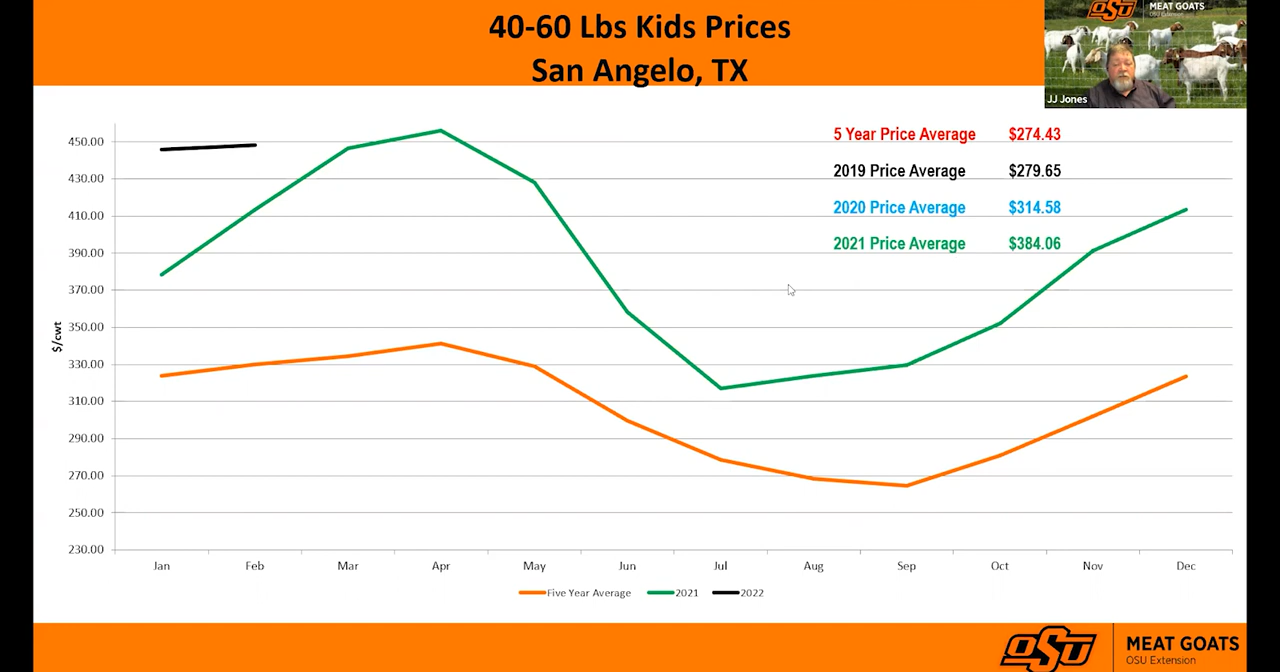 40-60 Lbs Kids Prices
San Angelo, TX
OSU
MEAT GOATS
OSU Extension
JJ Jones
5 Year Price Average $274.43
2019 Price Average $279.65
2020 Price Average $314.58
2021 Price Average $384.06
$/cwt
450.00
430.00
410.00
390.00
370.00
350.00
330.00
310.00
290.00
270.00
250.00
230.00
Jan Feb Mar Apr May Jun Jul Aug Sep Oct Nov Dec
Five Year Average 2021 2022
OSU
MEAT GOATS
OSU Extension